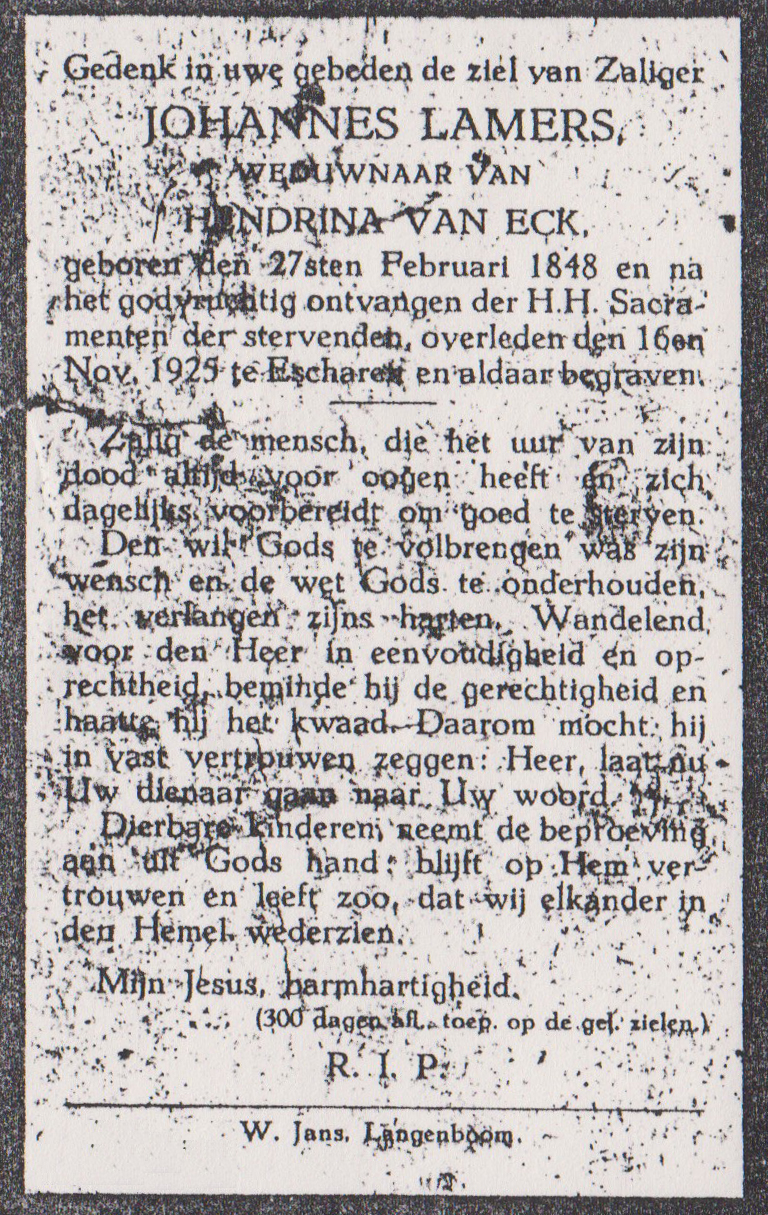 Gedenk in uwe gebeden de ziel van Zaliger
JOHANNES LAMERS,
WEDUWNAAR VAN
HENDRINA VAN ECK,
geboren den 27sten Februari 1848 en na
het godvruchtig ontvangen der H.H. Sacra-
menten der stervenden, overleden den 16en
Nov. 1925 te Escharen en aldaar begraven.
Zalig de mensch, die het uur van zijn
dood altijd voor oogen heeft en zich
dagelijks voorbereidt om goed te sterven.
Den wil Gods te volbrengen was zijn
wensch en de wet Gods te onderhouden,
het verlangen zijns harten. Wandelend
voor den Heer in eenvoudigheid en op-
rechtheid, beminde hij de gerechtigheid en
haatte hij het kwaad. Daarom mocht hij
in vast vertrouwen zeggen: Heer, laat nu
Uw dienaar gaan naar Uw woord.
Dierbare kinderen, neemt de beproeving
aan uit Gods hand; blijft op Hem ver-
trouwen en leeft zoo, dat wij elkander in
den Hemel wederzien.
Mijn Jesus, barmhartigheid.
(300 dagen afl. toep. op de gel. zielen.)
R. I. P.
W. Jans, Langenboom.